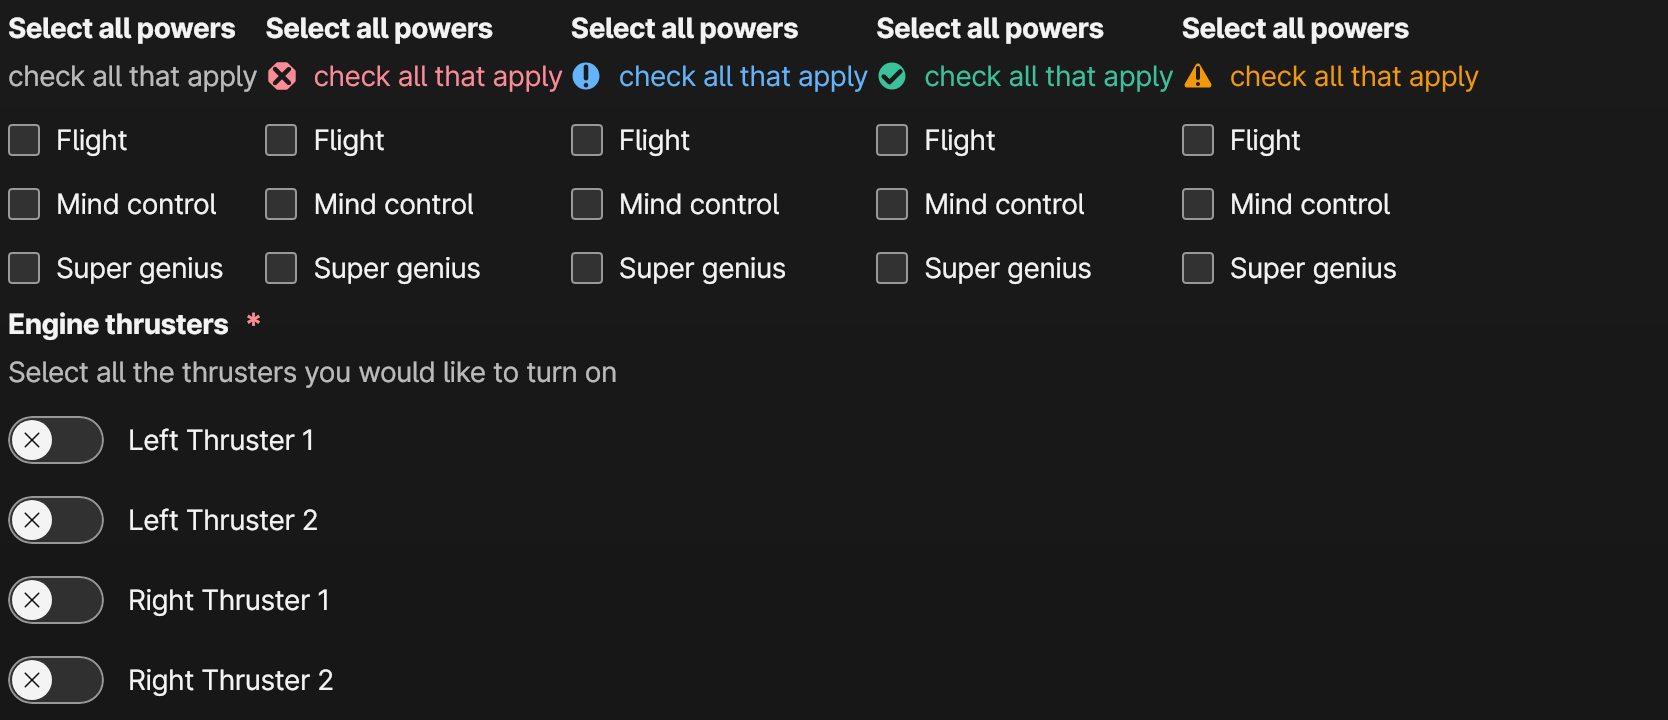 Select all powers Select all powers Select all powers Select all powers Select all powers
check all that apply check all that apply check all that apply check all that apply check all that apply
Flight Flight Flight Flight Flight
Mind control Mind control Mind control Mind control Mind control
Super genius Super genius Super genius Super genius Super genius
Engine thrusters *
Select all the thrusters you would like to turn on
Left Thruster 1
Left Thruster 2
Right Thruster 1
Right Thruster 2